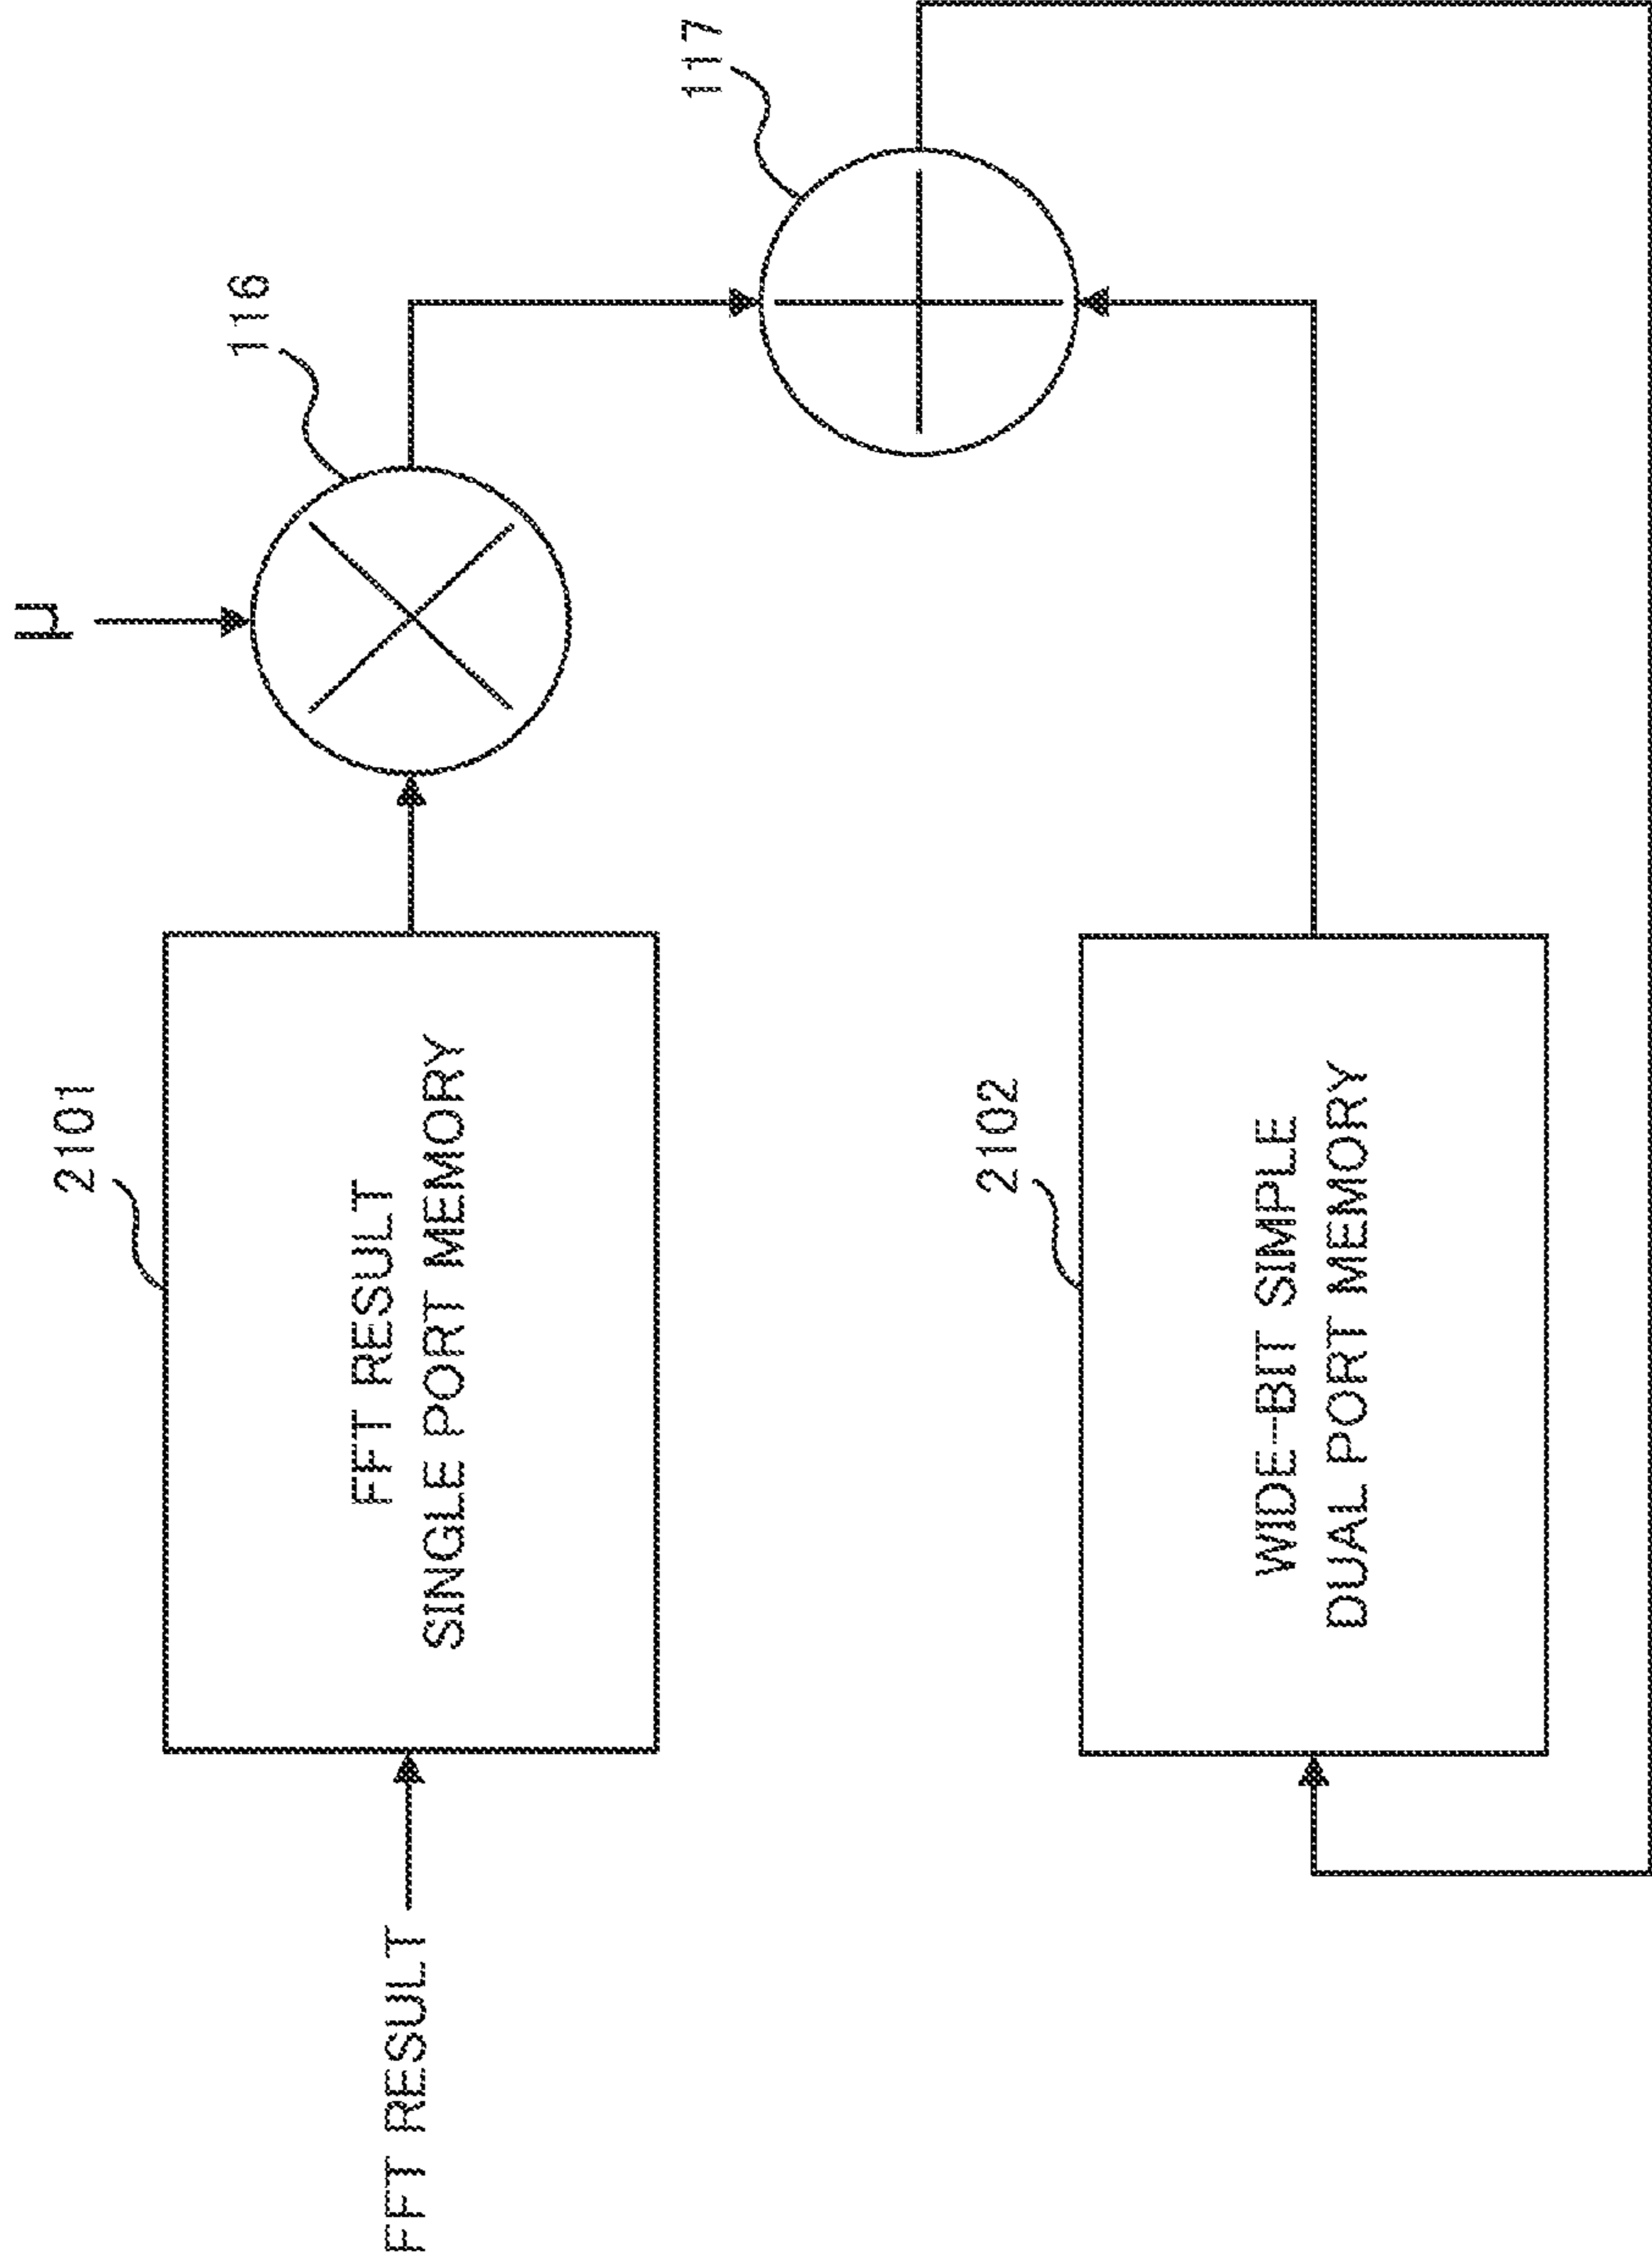 FFT RESULT
2101
FFT RESULT
SINGLE PORT MEMORY
μ
116
117
2102
WIDE-BIT SIMPLE
DUAL PORT MEMORY